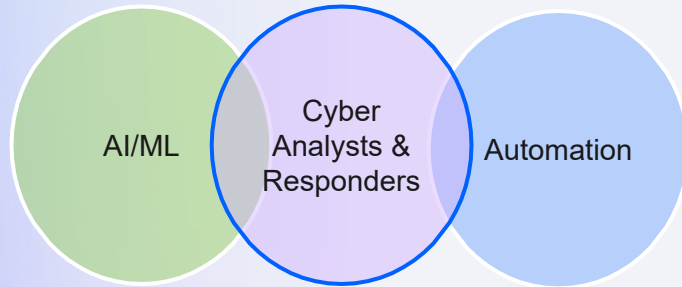 AI/ML
Cyber
Analysts &
Responders
Automation